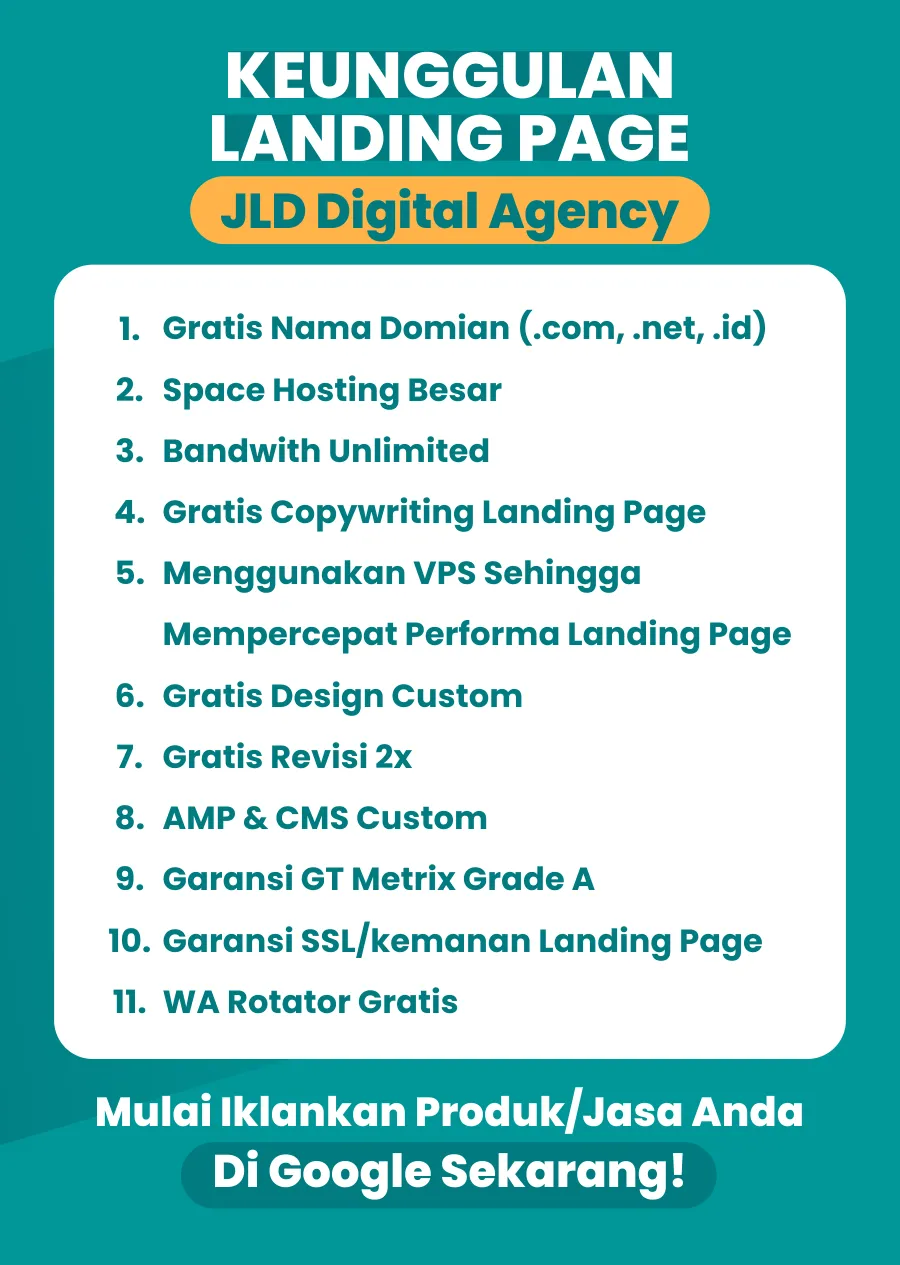 KEUNGGULAN
LANDING PAGE
JLD Digital Agency
1. Gratis Nama Domian (.com, .net, .id)
2. Space Hosting Besar
3. Bandwith Unlimited
4. Gratis Copywriting Landing Page
5. Menggunakan VPS Sehingga
Mempercepat Performa Landing Page
6. Gratis Design Custom
7. Gratis Revisi 2x
8. AMP & CMS Custom
9. Garansi GT Metrix Grade A
10. Garansi SSL/kemanan Landing Page
11. WA Rotator Gratis
Mulai Iklankan Produk/Jasa Anda
Di Google Sekarang!